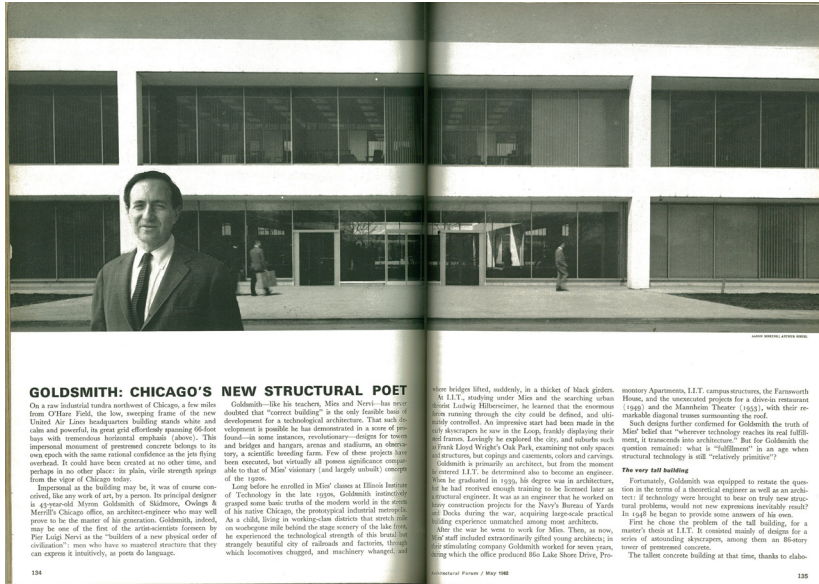 GOLDSMITH: CHICAGO'S NEW STRUCTURAL POET
On a raw industrial tundra northwest of Chicago, a few miles
from O'Hare Field, the low, sweeping frame of the new
United Air Lines headquarters building stands white and
calm and powerful, its great grid effortlessly spanning 66-foot
bays with tremendous horizontal emphasis (above). This
impersonal monument of prestressed concrete belongs to its
own epoch with the same rational confidence as the jets flying
overhead. It could have been created at no other time, and
perhaps in no other place: its plain, virile strength springs
from the vigor of Chicago today.
Impersonal as the building may be, it was of course con-
ceived, like any work of art, by a person. Its principal designer
is 43-year-old Myron Goldsmith of Skidmore, Owings &
Merrill's Chicago office, an architect-engineer who may well
prove to be the master of his generation. Goldsmith, indeed,
may be one of the first of the artist-scientists foreseen by
Pier Luigi Nervi as the "builders of a new physical order of
civilization": men who have so mastered structure that they
can express it intuitively, as poets do language.
134
Goldsmith—like his teachers, Mies and Nervi—has never
doubted that "correct building" is the only feasible basis of
development for a technological architecture. That such de-
velopment is possible he has demonstrated in a score of pro-
found—in some instances, revolutionary—designs for towers
and bridges and hangars, arenas and stadiums, an observa-
tory, a scientific breeding farm. Few of these projects have
been executed, but virtually all possess significance compar-
able to that of Mies' visionary (and largely unbuilt) concepts
of the 1920s.
Long before he enrolled in Mies' classes at Illinois Institute
of Technology in the late 1930s, Goldsmith instinctively
grasped some basic truths of the modern world in the streets
of his native Chicago, the prototypical industrial metropolis.
As a child, living in working-class districts that stretch mile
on woebegone mile behind the stage scenery of the lake front,
he experienced the technological strength of this brutal but
strangely beautiful city of railroads and factories, through
which locomotives chugged, and machinery whanged, and
where bridges lifted, suddenly, in a thicket of black girders.
At I.I.T., studying under Mies and the searching urban
theorist Ludwig Hilberseimer, he learned that the enormous
forces running through the city could be defined, and ulti-
mately controlled. An impressive start had been made in the
early skyscrapers he saw in the Loop, frankly displaying their
steel frames. Lovingly he explored the city, and suburbs such
as Frank Lloyd Wright's Oak Park, examining not only spaces
and structures, but copings and casements, colors and carvings.
Goldsmith is primarily an architect, but from the moment
he entered I.I.T. he determined also to become an engineer.
When he graduated in 1939, his degree was in architecture,
but he had received enough training to be licensed later as
a structural engineer. It was as an engineer that he worked on
heavy construction projects for the Navy's Bureau of Yards
and Docks during the war, acquiring large-scale practical
building experience unmatched among most architects.
After the war he went to work for Mies. Then, as now,
Mies' staff included extraordinarily gifted young architects; in
their stimulating company Goldsmith worked for seven years,
during which the office produced 860 Lake Shore Drive, Pro-
Architectural Forum / May 1962
montory Apartments, I.I.T. campus structures, the Farnsworth
House, and the unexecuted projects for a drive-in restaurant
(1949) and the Mannheim Theater (1953), with their re-
markable diagonal trusses surmounting the roof.
Such designs further confirmed for Goldsmith the truth of
Mies' belief that "wherever technology reaches its real fulfill-
ment, it transcends into architecture." But for Goldsmith the
question remained: what is "fulfillment" in an age when
structural technology is still "relatively primitive"?
The very tall building
Fortunately, Goldsmith was equipped to restate the ques-
tion in the terms of a theoretical engineer as well as an archi-
tect: if technology were brought to bear on truly new struc-
tural problems, would not new expressions inevitably result?
In 1948 he began to provide some answers of his own.
First he chose the problem of the tall building, for a
master's thesis at I.I.T. It consisted mainly of designs for a
series of astounding skyscrapers, among them an 86-story
tower of prestressed concrete.
The tallest concrete building at that time, thanks to elabo-
135